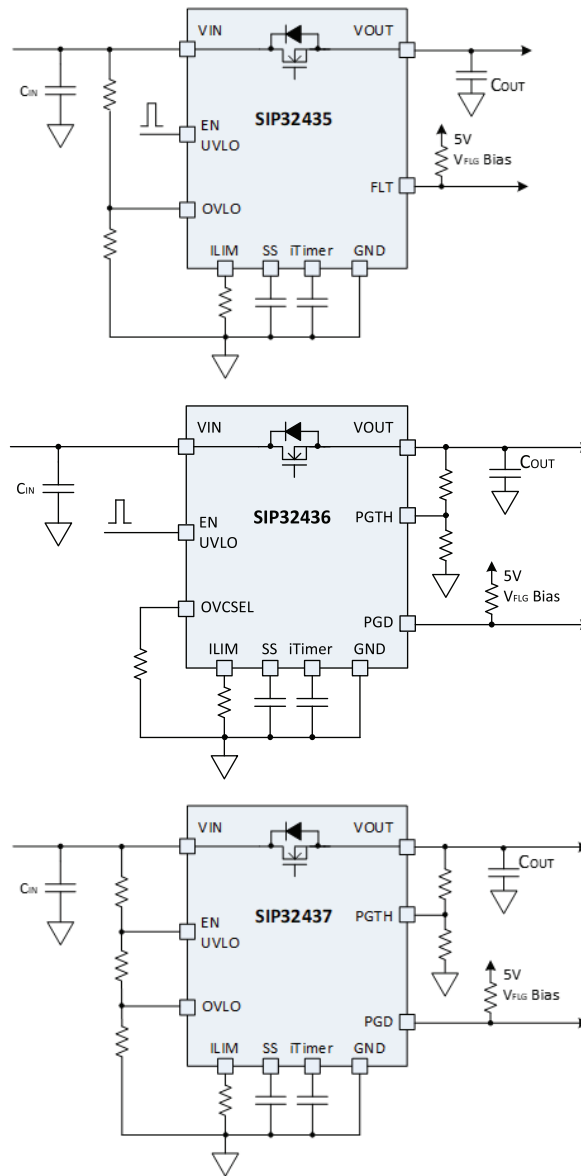 VIN VOUT
CIN
COUT
EN
UVLO
SIP32435
5V
VFLG Bias
FLT
OVLO
ILIM SS iTimer GND
VIN VOUT
CIN
COUT
EN
UVLO
SIP32436
PGTH
5V
VFLG Bias
OVCSEL
PGD
ILIM SS iTimer GND
VIN VOUT
CIN
COUT
EN
UVLO
SIP32437
PGTH
5V
VFLG Bias
OVLO
PGD
ILIM SS iTimer GND